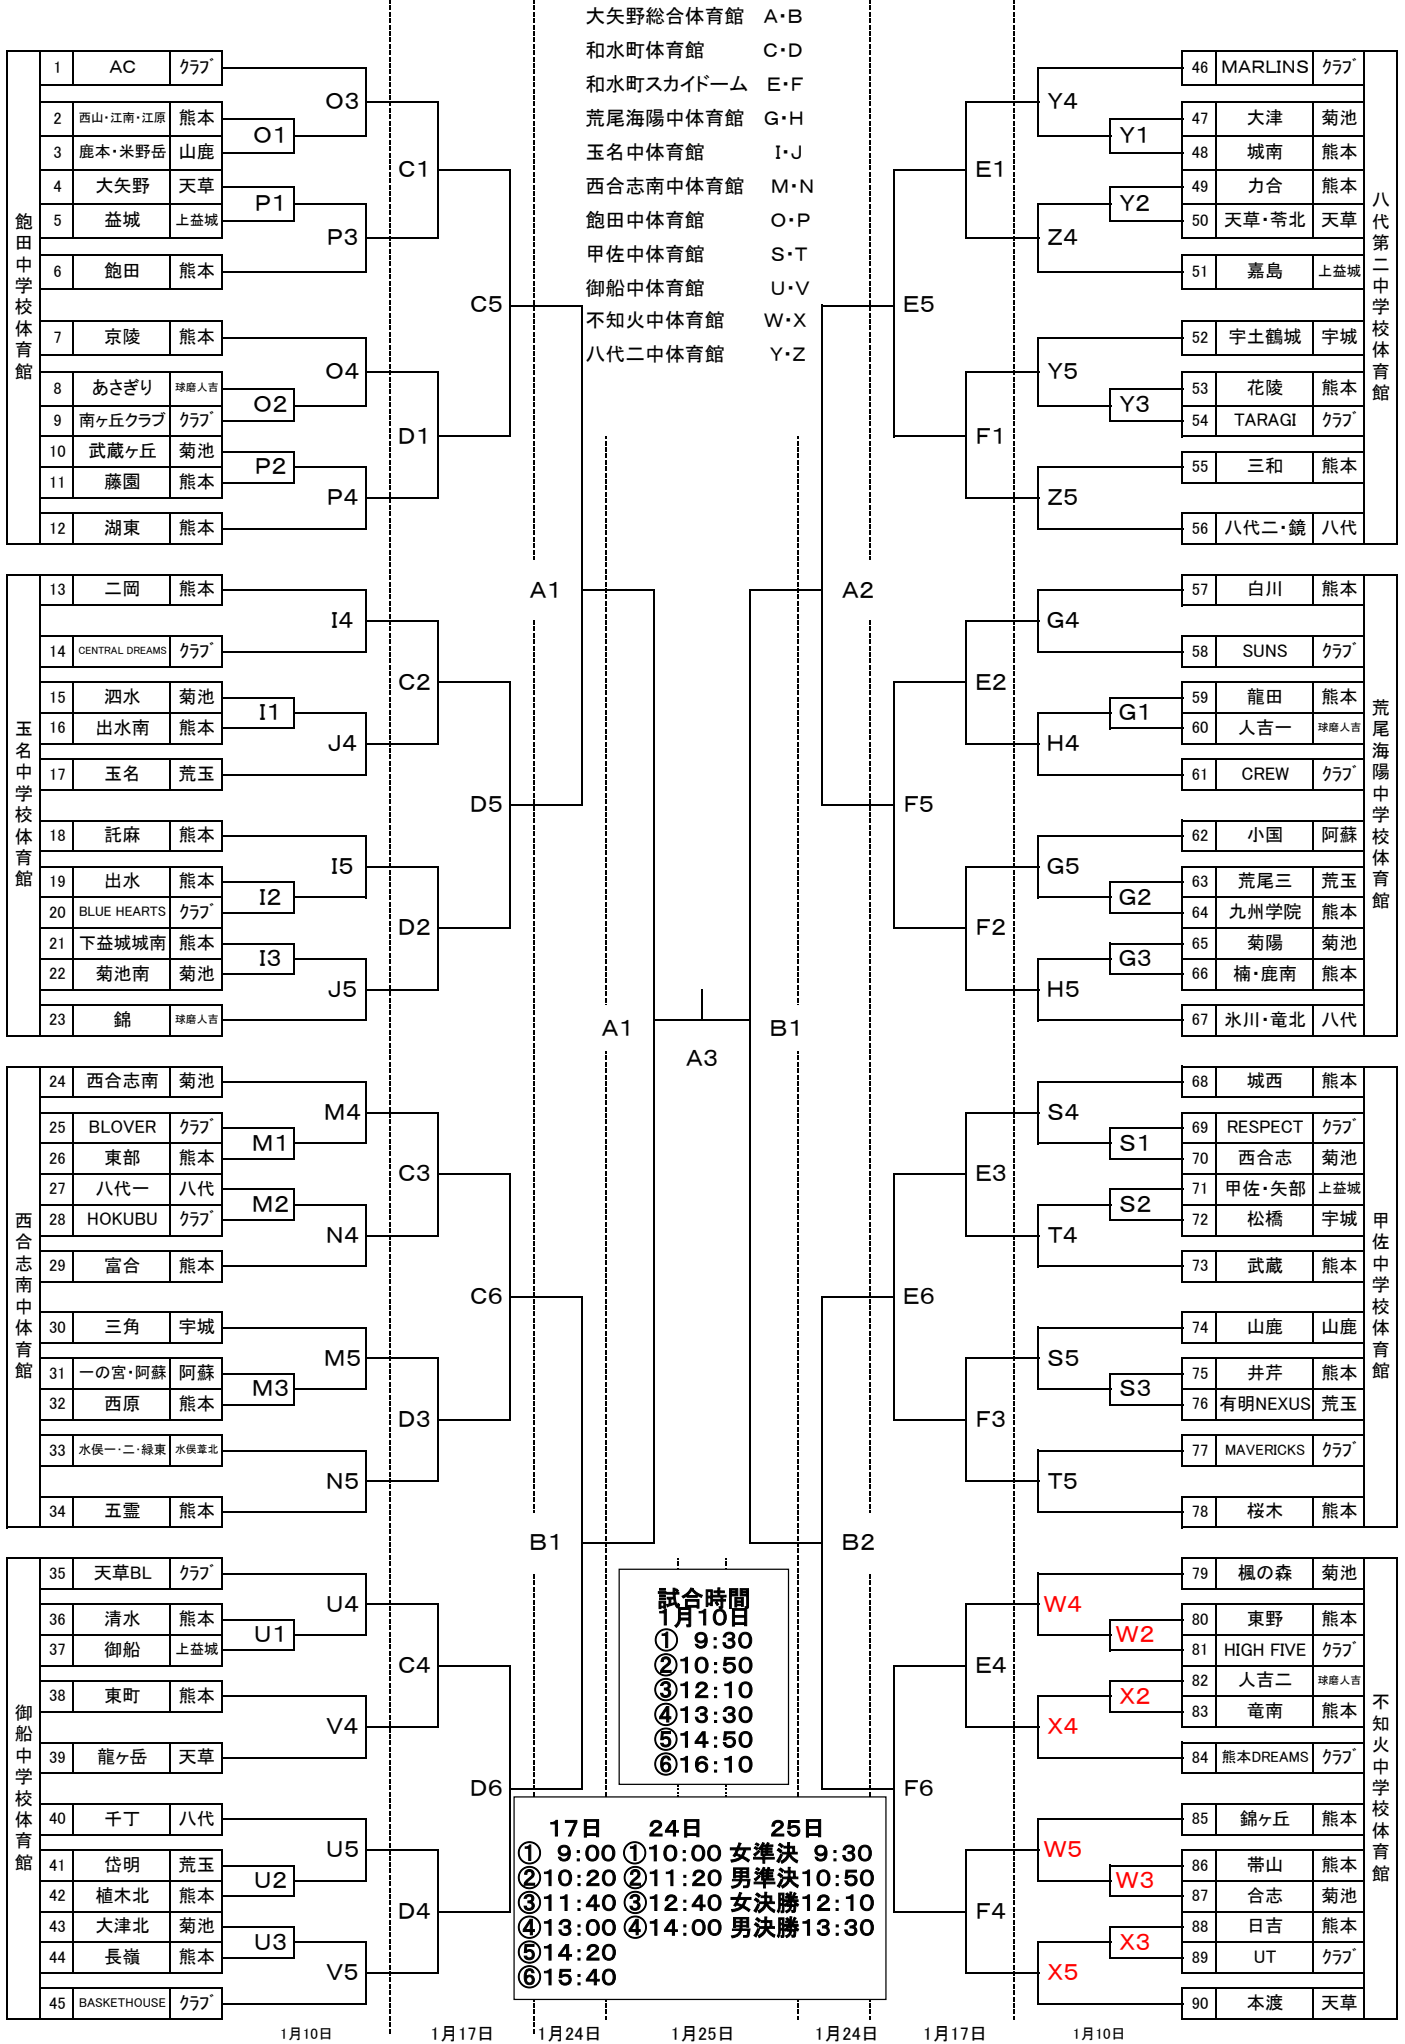 大矢野総合体育館 A・B
和水町体育館 C・D
和水町スカイドーム E・F
荒尾海陽中体育館 G・H
玉名中体育館 I・J
西合志南中体育館 M・N
飽田中体育館 O・P
甲佐中体育館 S・T
御船中体育館 U・V
不知火中体育館 W・X
八代二中体育館 Y・Z
飽田中学校体育館
1 AC クラブ
2 西山・江南・江原 熊本
3 鹿本・米野岳 山鹿
4 大矢野 天草
5 益城 上益城
6 飽田 熊本
7 京陵 熊本
8 あさぎり 球磨人吉
9 南ヶ丘クラブ クラブ
10 武蔵ヶ丘 菊池
11 藤園 熊本
12 湖東 熊本
O3
O1
P1
P3
O4
O2
P2
P4
C1
D1
C5
玉名中学校体育館
13 二岡 熊本
14 CENTRAL DREAMS クラブ
15 泗水 菊池
16 出水南 熊本
17 玉名 荒玉
18 託麻 熊本
19 出水 熊本
20 BLUE HEARTS クラブ
21 下益城城南 熊本
22 菊池南 菊池
23 錦 球磨人吉
I4
I1
J4
I5
I2
I3
J5
C2
D2
D5
A1
西合志南中体育館
24 西合志南 菊池
25 BLOVER クラブ
26 東部 熊本
27 八代一 八代
28 HOKUBU クラブ
29 富合 熊本
30 三角 宇城
31 一の宮・阿蘇 阿蘇
32 西原 熊本
33 水俣一・二・緑東 水俣葦北
34 五霊 熊本
M4
M1
M2
N4
M5
M3
N5
C3
D3
C6
御船中学校体育館
35 天草BL クラブ
36 清水 熊本
37 御船 上益城
38 東町 熊本
39 龍ヶ岳 天草
40 千丁 八代
41 岱明 荒玉
42 植木北 熊本
43 大津北 菊池
44 長嶺 熊本
45 BASKETHOUSE クラブ
U4
U1
V4
U5
U2
U3
V5
C4
D4
D6
B1
A1
A3
B1
八代第二中学校体育館
46 MARLINS クラブ
47 大津 菊池
48 城南 熊本
49 力合 熊本
50 天草・苓北 天草
51 嘉島 上益城
52 宇土鶴城 宇城
53 花陵 熊本
54 TARAGI クラブ
55 三和 熊本
56 八代二・鏡 八代
Y4
Y1
Y2
Z4
Y5
Y3
Z5
E1
F1
E5
荒尾海陽中学校体育館
57 白川 熊本
58 SUNS クラブ
59 龍田 熊本
60 人吉一 球磨人吉
61 CREW クラブ
62 小国 阿蘇
63 荒尾三 荒玉
64 九州学院 熊本
65 菊陽 菊池
66 楠・鹿南 熊本
67 氷川・竜北 八代
G4
G1
H4
G5
G2
G3
H5
E2
F2
F5
A2
甲佐中学校体育館
68 城西 熊本
69 RESPECT クラブ
70 西合志 菊池
71 甲佐・矢部 上益城
72 松橋 宇城
73 武蔵 熊本
74 山鹿 山鹿
75 井芹 熊本
76 有明NEXUS 荒玉
77 MAVERICKS クラブ
78 桜木 熊本
S4
S1
S2
T4
S5
S3
T5
E3
F3
E6
不知火中学校体育館
79 楓の森 菊池
80 東野 熊本
81 HIGH FIVE クラブ
82 人吉二 球磨人吉
83 竜南 熊本
84 熊本DREAMS クラブ
85 錦ヶ丘 熊本
86 帯山 熊本
87 合志 菊池
88 日吉 熊本
89 UT クラブ
90 本渡 天草
W4
W2
X2
X4
W5
W3
X3
X5
E4
F4
F6
B2
試合時間
1月10日
① 9:30
②10:50
③12:10
④13:30
⑤14:50
⑥16:10
17日 24日 25日
① 9:00 ①10:00 女準決 9:30
②10:20 ②11:20 男準決10:50
③11:40 ③12:40 女決勝12:10
④13:00 ④14:00 男決勝13:30
⑤14:20
⑥15:40
1月10日 1月17日 1月24日 1月25日 1月24日 1月17日 1月10日